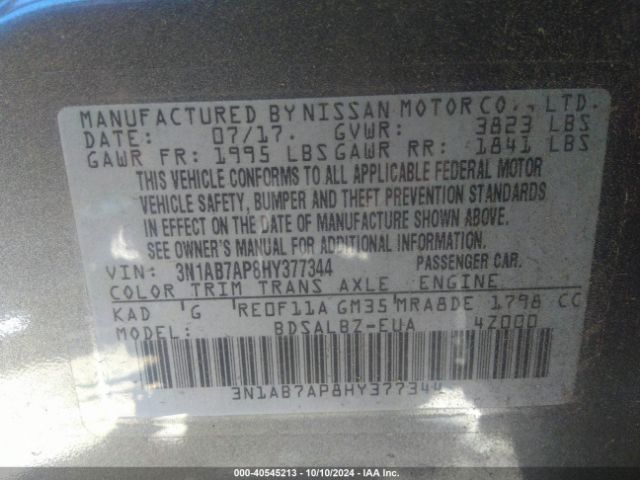 MANUFACTURED BY NISSAN MOTOR CO., LTD.
DATE: 07/17. GVWR: 3823 LBS
GAWR FR: 1995 LBS GAWR RR: 1841 LBS
THIS VEHICLE CONFORMS TO ALL APPLICABLE FEDERAL MOTOR
VEHICLE SAFETY, BUMPER AND THEFT PREVENTION STANDARDS
IN EFFECT ON THE DATE OF MANUFACTURE SHOWN ABOVE.
SEE OWNER'S MANUAL FOR ADDITIONAL INFORMATION.
VIN: 3N1AB7AP8HY377344 PASSENGER CAR.
COLOR TRIM TRANS AXLE ENGINE
KAD G RE0F11A GM35 MRA8DE 1798 CC
MODEL: BDSALBZ-EUA 4Z000
3N1AB7AP8HY377344
000-40545213 - 10/10/2024 - IAA Inc.